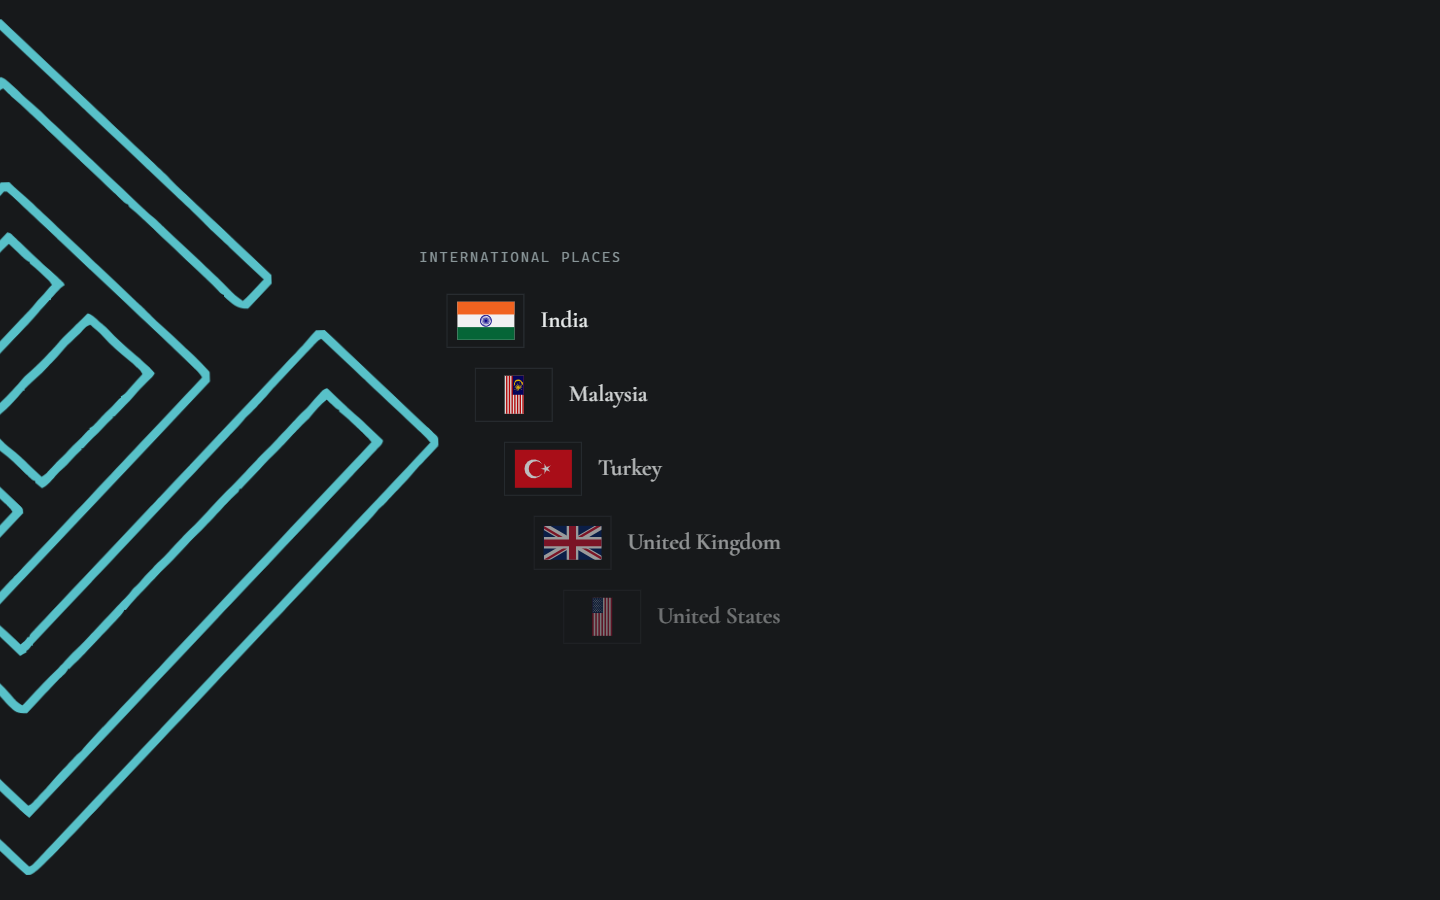 INTERNATIONAL PLACES
India
Malaysia
Turkey
United Kingdom
United States